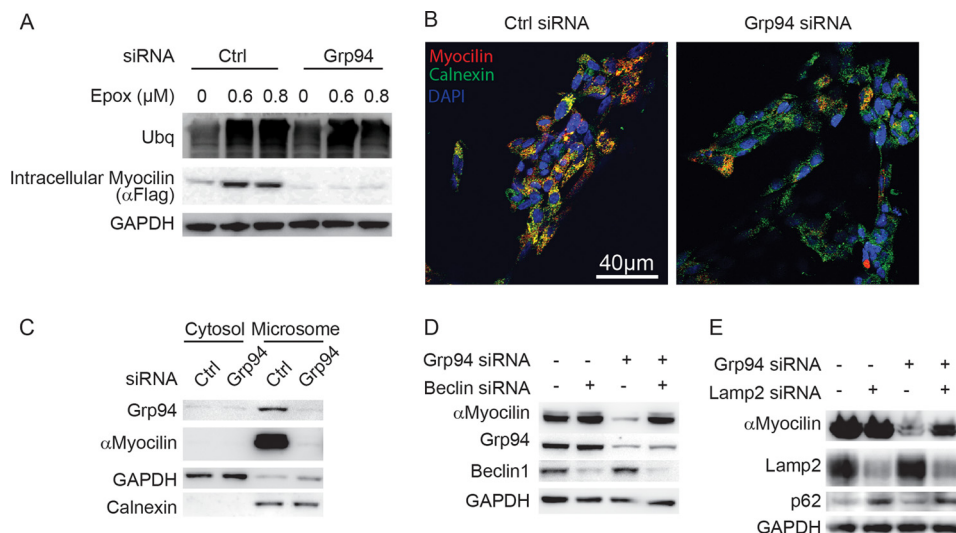 A
siRNA Ctrl Grp94
Epox (μM) 0 0.6 0.8 0 0.6 0.8
Ubq
Intracellular Myocilin
(αFlag)
GAPDH
B
Ctrl siRNA Grp94 siRNA
Myocilin
Calnexin
DAPI
40μm
C
Cytosol Microsome
siRNA Ctrl Grp94 Ctrl Grp94
Grp94
αMyocilin
GAPDH
Calnexin
D
Grp94 siRNA - - + +
Beclin siRNA - + - +
αMyocilin
Grp94
Beclin1
GAPDH
E
Grp94 siRNA - - + +
Lamp2 siRNA - + - +
αMyocilin
Lamp2
p62
GAPDH